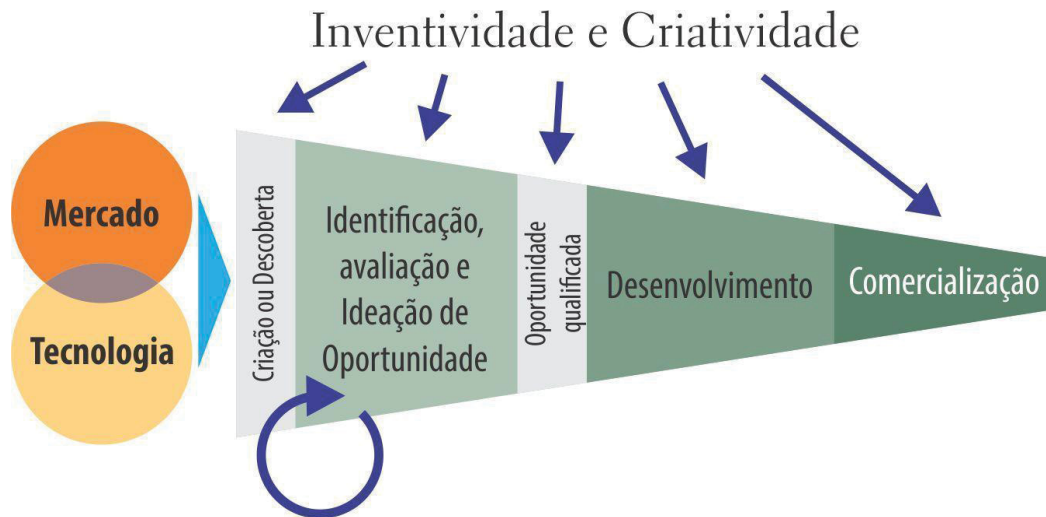 Inventividade e Criatividade
Mercado
Tecnologia
Criação ou Descoberta
Identificação,
avaliação e
Ideação de
Oportunidade
Oportunidade
qualificada
Desenvolvimento
Comercialização